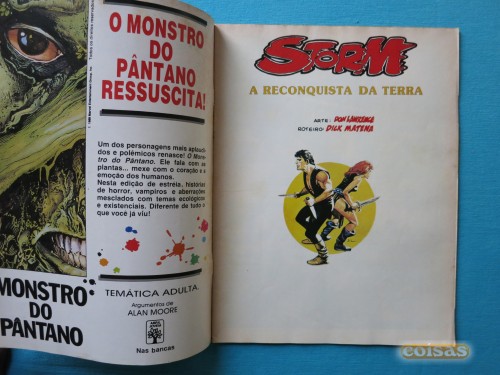 O MONSTRO
DO
PÂNTANO
RESSUSCITA!
Um dos personagens mais aplaudi-
dos e polêmicos renasce! O Mons-
tro do Pântano. Ele fala com as
plantas... mexe com o coração e a
emoção dos humanos.
Nesta edição de estréia, histórias
de horror, vampiros e aberrações
mesclados com temas ecológicos
e existenciais. Diferente de tudo o
que você já viu!
TEMÁTICA ADULTA.
Argumentos de
ALAN MOORE
Nas bancas
MONSTRO
DO
PANTANO
STORM
A RECONQUISTA DA TERRA
ARTE: DON LAWRENCE
ROTEIRO: DICK MATENA
coisas